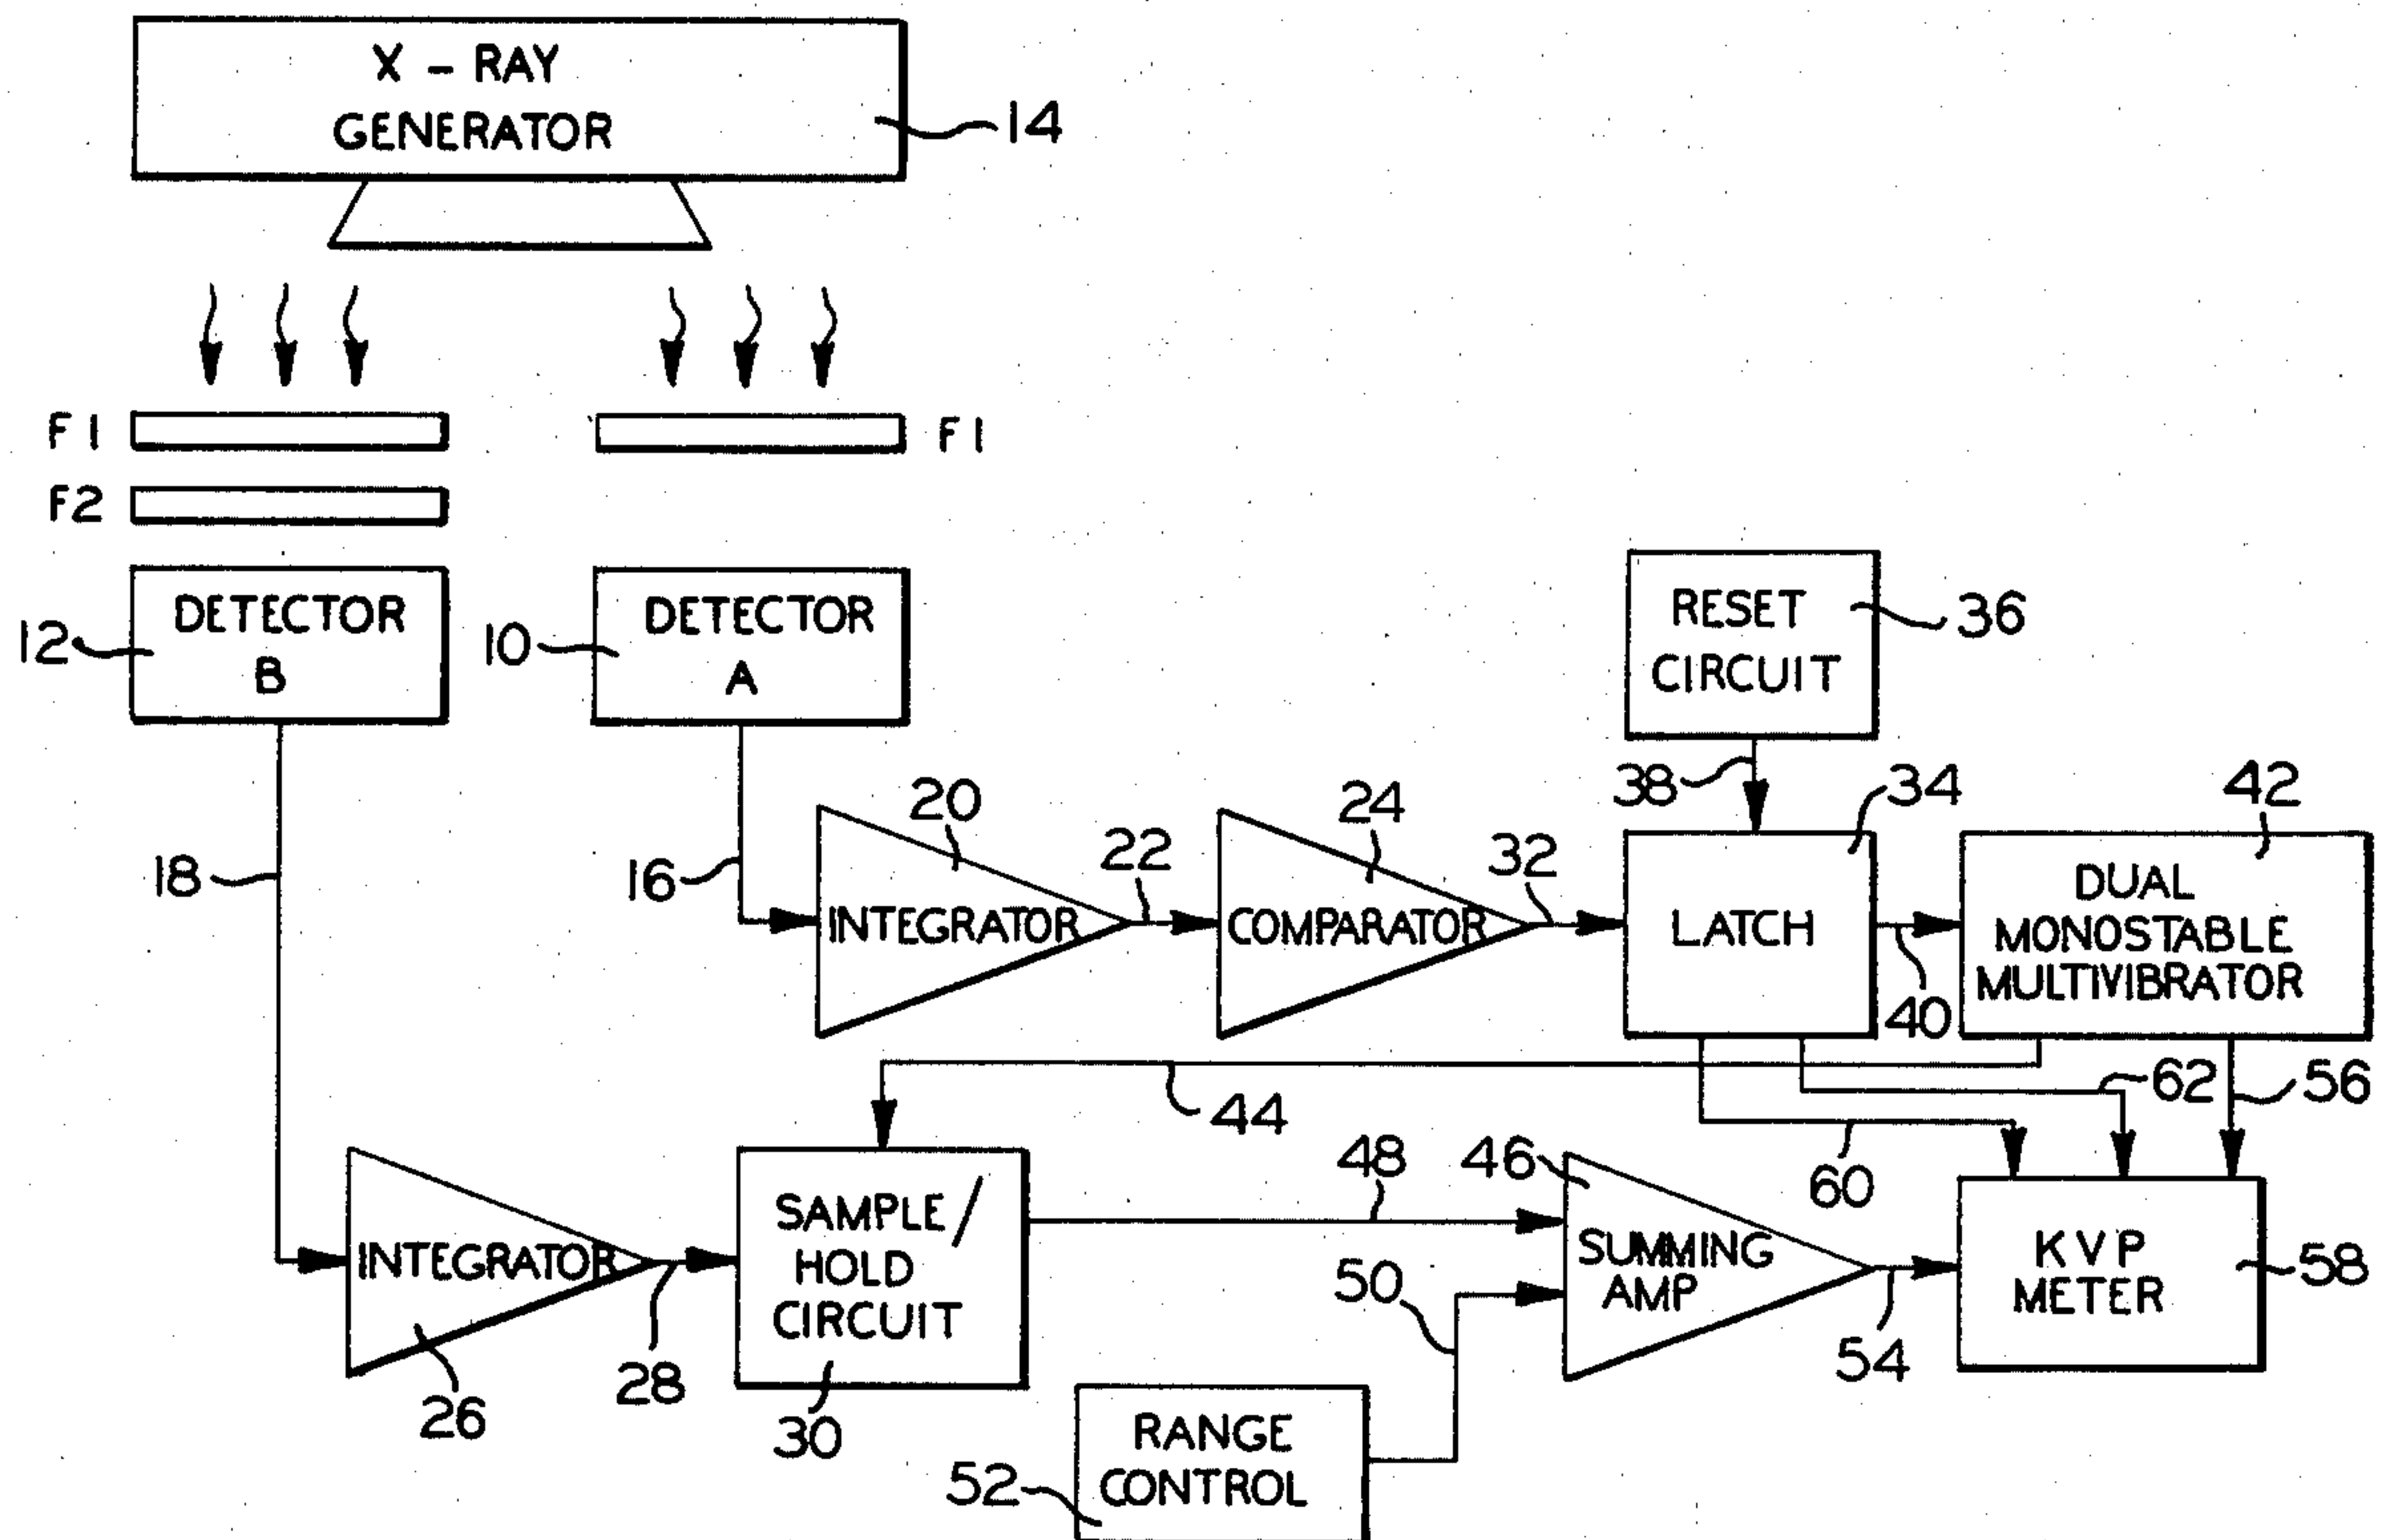 X - RAY
GENERATOR
14
F1
F1
F2
DETECTOR
B
12
DETECTOR
A
10
RESET
CIRCUIT
36
38
34
42
20
24
22
32
18
16
INTEGRATOR
COMPARATOR
LATCH
DUAL
MONOSTABLE
MULTIVIBRATOR
40
44
62
56
60
48
46
INTEGRATOR
SAMPLE/
HOLD
CIRCUIT
SUMMING
AMP
KVP
METER
58
50
54
28
26
30
RANGE
CONTROL
52